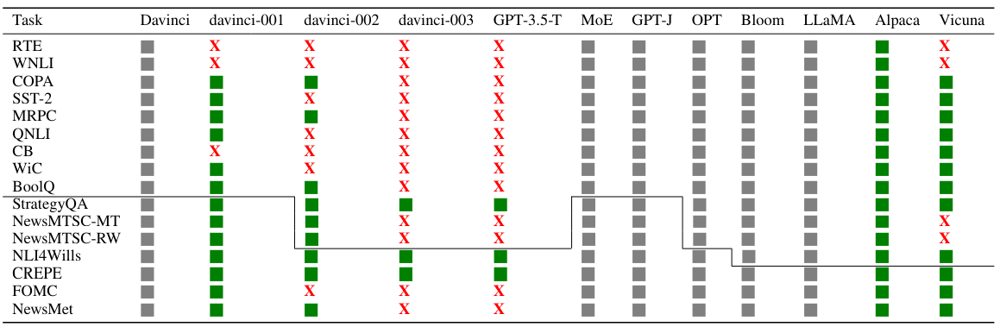 Task Davinci davinci-001 davinci-002 davinci-003 GPT-3.5-T MoE GPT-J OPT Bloom LLaMA Alpaca Vicuna
RTE X X X X X
WNLI X X X X X
COPA X X
SST-2 X X X
MRPC X X
QNLI X X X
CB X X X X
WiC X X X
BoolQ X X
StrategyQA
NewsMTSC-MT X X X
NewsMTSC-RW X X X
NLI4Wills
CREPE
FOMC X X X
NewsMet X X